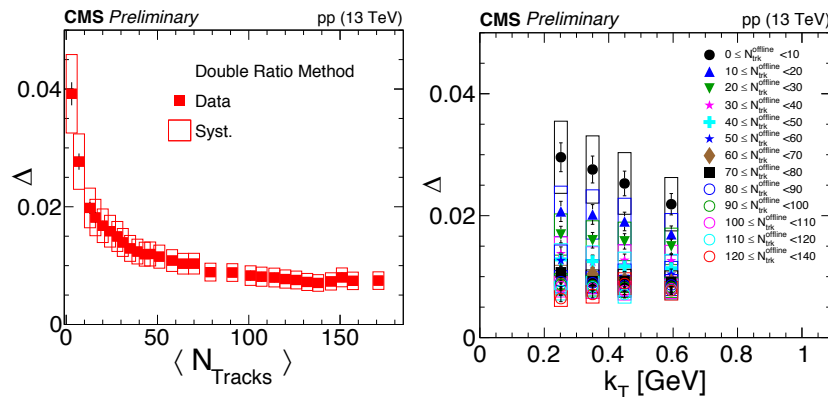 CMS Preliminary pp (13 TeV)
Double Ratio Method
Data
Syst.
Δ
0.04
0.02
0
0 50 100 150
⟨ N_Tracks ⟩
CMS Preliminary pp (13 TeV)
0 ≤ N_trk^offline <10
10 ≤ N_trk^offline <20
20 ≤ N_trk^offline <30
30 ≤ N_trk^offline <40
40 ≤ N_trk^offline <50
50 ≤ N_trk^offline <60
60 ≤ N_trk^offline <70
70 ≤ N_trk^offline <80
80 ≤ N_trk^offline <90
90 ≤ N_trk^offline <100
100 ≤ N_trk^offline <110
110 ≤ N_trk^offline <120
120 ≤ N_trk^offline <140
Δ
0.04
0.02
0
0 0.2 0.4 0.6 0.8 1
k_T [GeV]